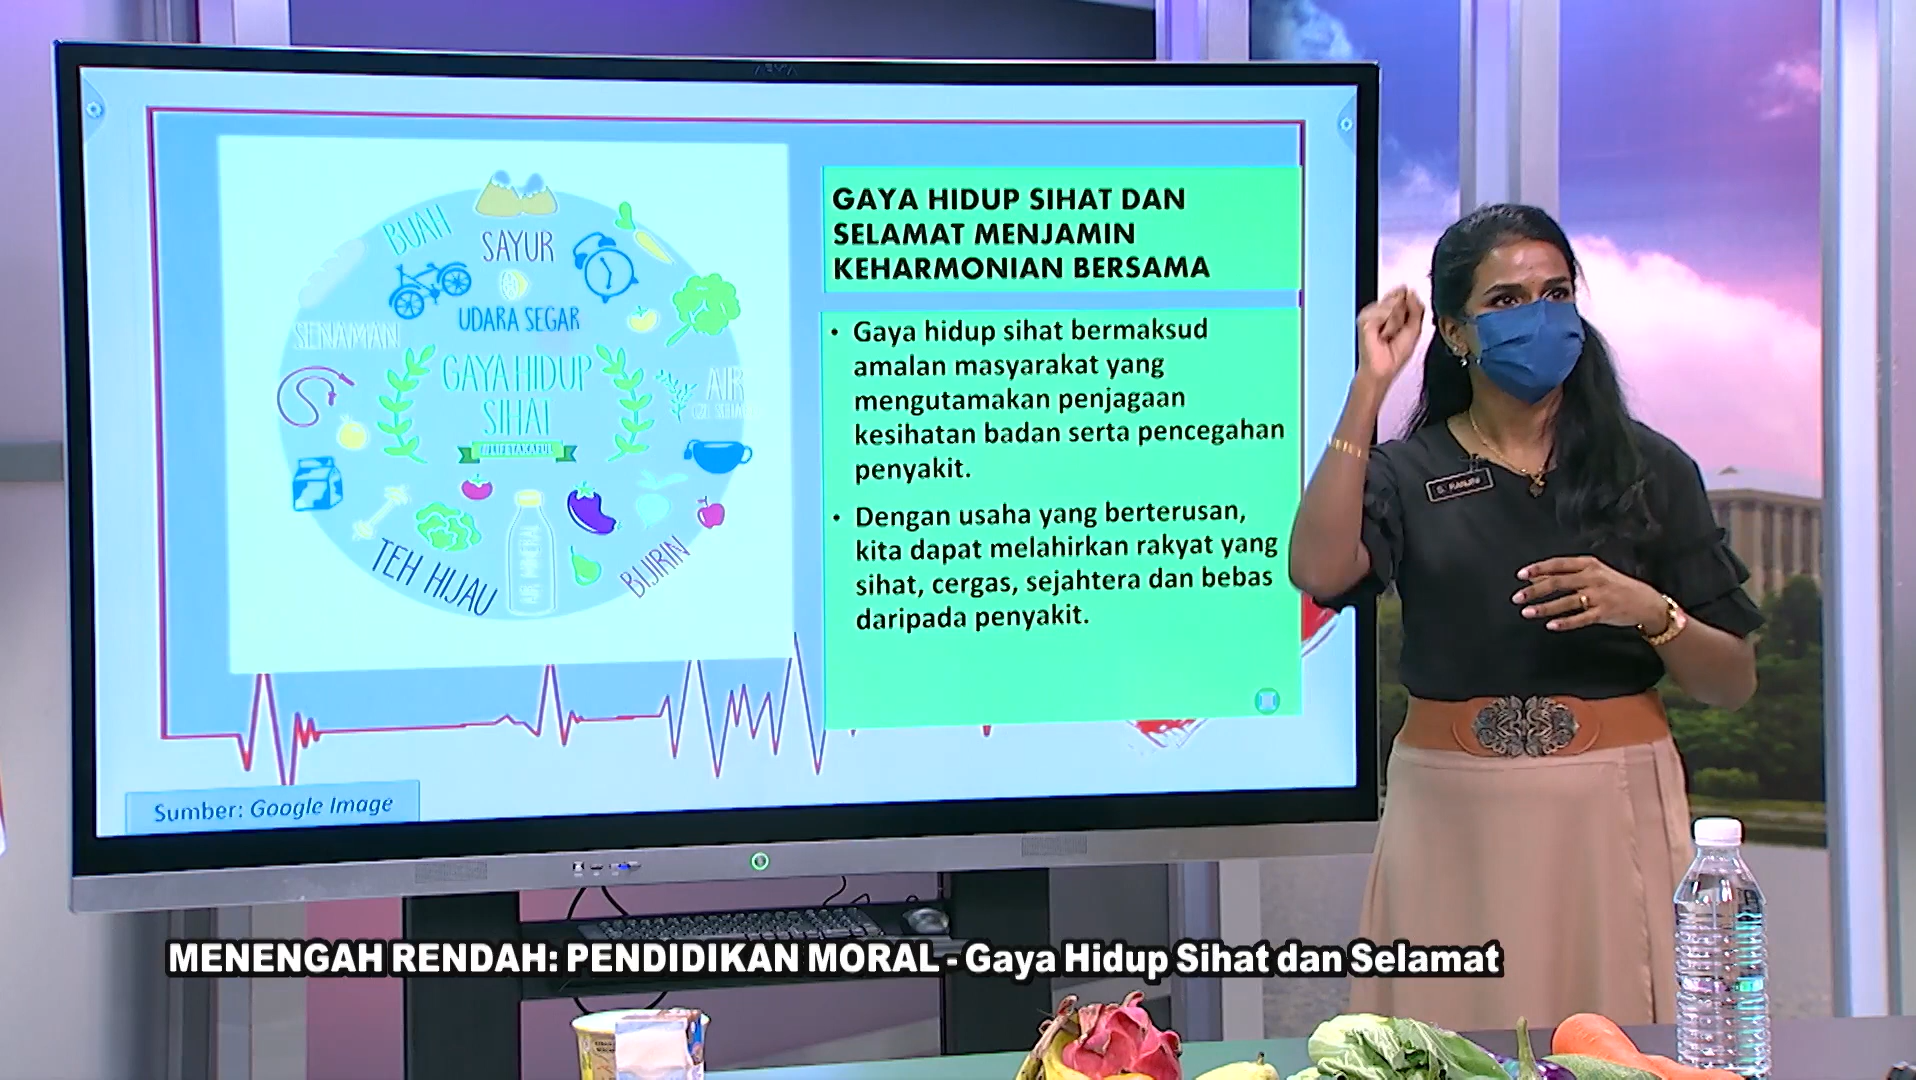 BUAH
SAYUR
UDARA SEGAR
SENAMAN
GAYA HIDUP
SIHAT
AIR
#LIFETAKAFUL
TEH HIJAU
AIR MINERAL
BIJIRIN
GAYA HIDUP SIHAT DAN
SELAMAT MENJAMIN
KEHARMONIAN BERSAMA
• Gaya hidup sihat bermaksud
amalan masyarakat yang
mengutamakan penjagaan
kesihatan badan serta pencegahan
penyakit.
• Dengan usaha yang berterusan,
kita dapat melahirkan rakyat yang
sihat, cergas, sejahtera dan bebas
daripada penyakit.
Sumber: Google Image
MENENGAH RENDAH: PENDIDIKAN MORAL - Gaya Hidup Sihat dan Selamat